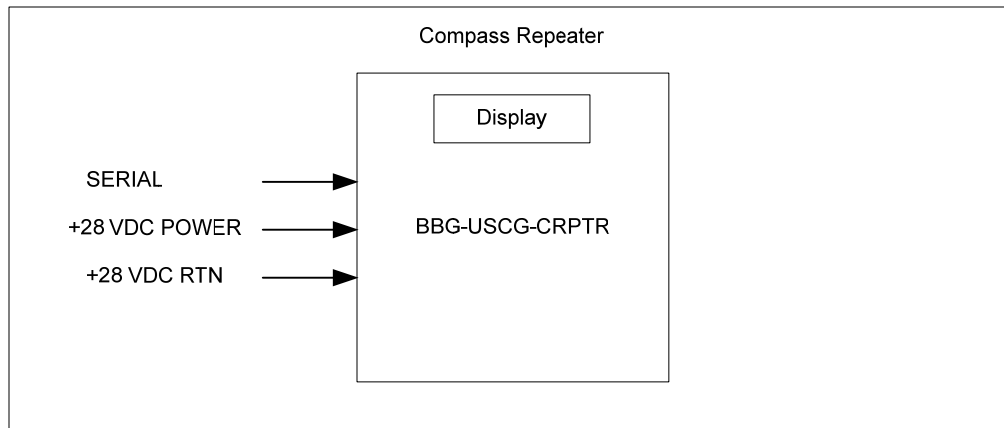 Compass Repeater
Display
SERIAL
+28 VDC POWER
BBG-USCG-CRPTR
+28 VDC RTN